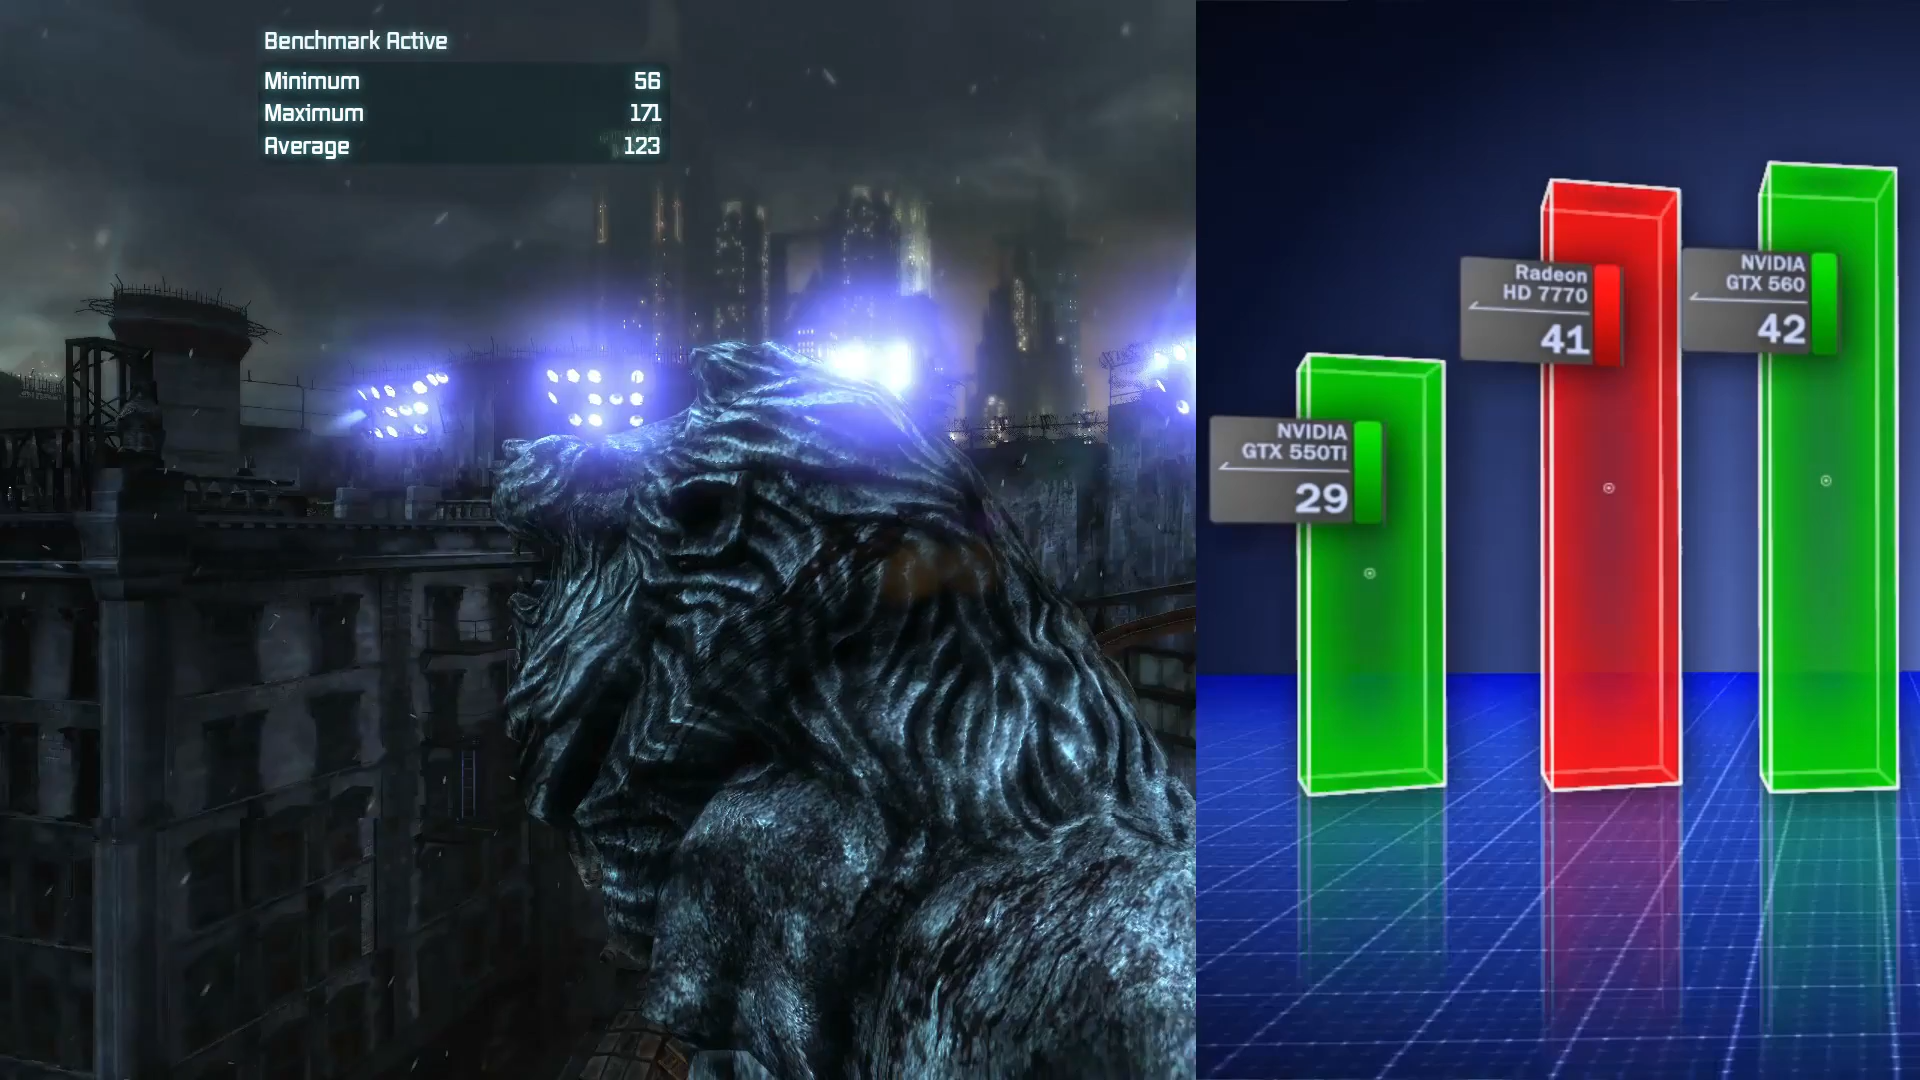 Benchmark Active
Minimum 56
Maximum 171
Average 123
NVIDIA
GTX 550Ti
29
Radeon
HD 7770
41
NVIDIA
GTX 560
42